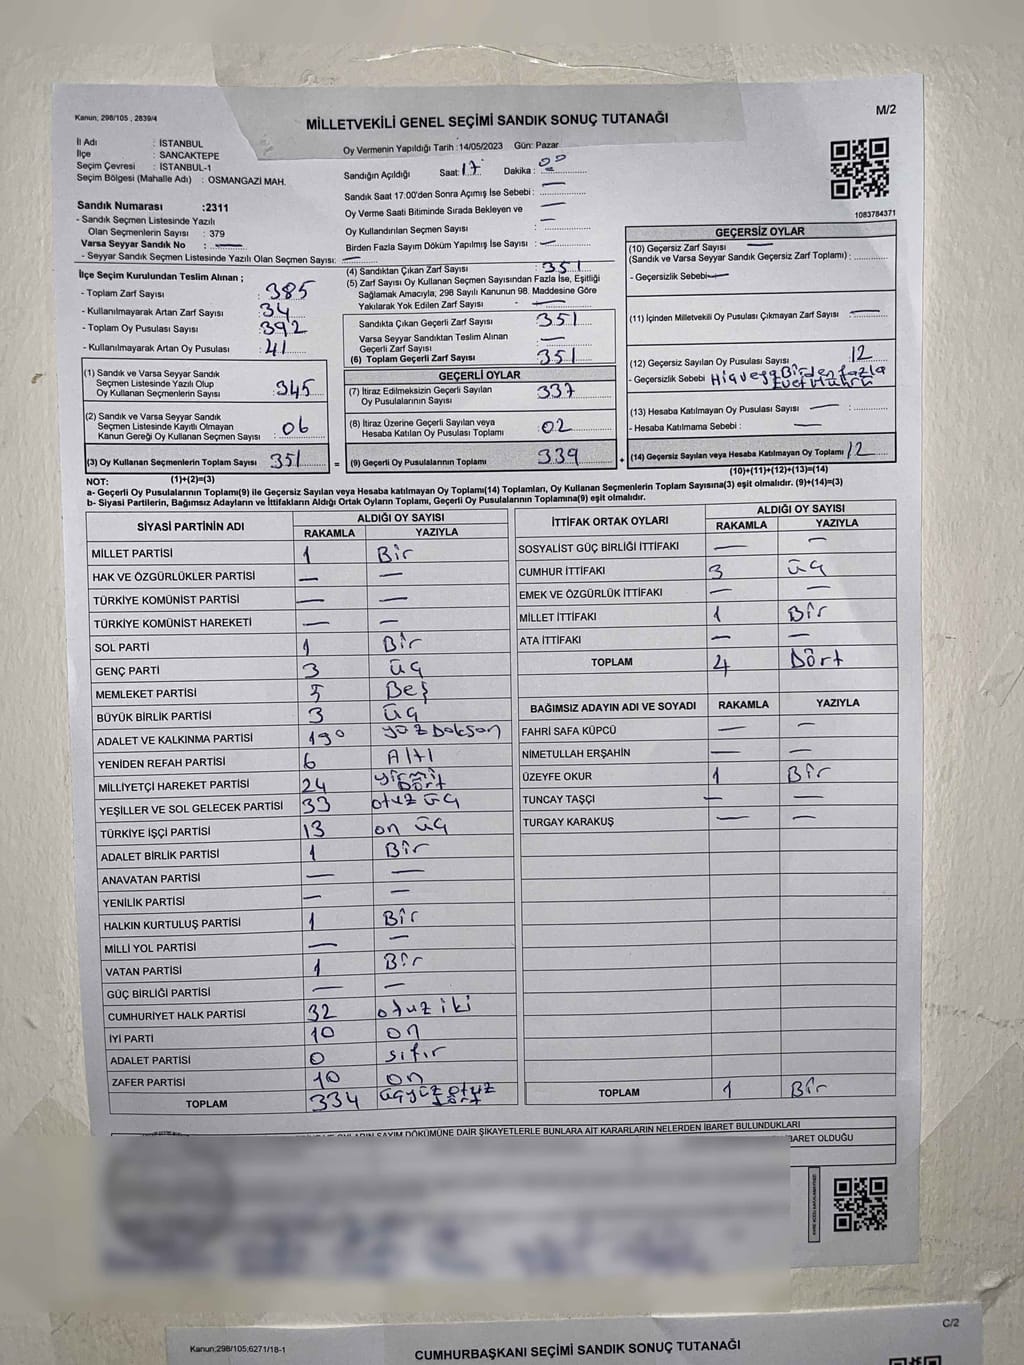 Kanun; 298/105 , 2839/4
M/2
MİLLETVEKİLİ GENEL SEÇİMİ SANDIK SONUÇ TUTANAĞI
İl Adı : İSTANBUL
İlçe : SANCAKTEPE
Seçim Çevresi : İSTANBUL-1
Seçim Bölgesi (Mahalle Adı) : OSMANGAZİ MAH.
Sandık Numarası :2311
- Sandık Seçmen Listesinde Yazılı
Olan Seçmenlerin Sayısı : 379
Varsa Seyyar Sandık No : —
- Seyyar Sandık Seçmen Listesinde Yazılı Olan Seçmen Sayısı: —
Oy Vermenin Yapıldığı Tarih :14/05/2023 Gün: Pazar
Sandığın Açıldığı Saat: 17 Dakika : 00
Sandık Saat 17.00'den Sonra Açımış İse Sebebi : —
Oy Verme Saati Bitiminde Sırada Bekleyen ve —
Oy Kullandırılan Seçmen Sayısı : —
Birden Fazla Sayım Döküm Yapılmış İse Sayısı : —
1083784371
İlçe Seçim Kurulundan Teslim Alınan ;
- Toplam Zarf Sayısı : 385
- Kullanılmayarak Artan Zarf Sayısı : 34
- Toplam Oy Pusulası Sayısı : 392
- Kullanılmayarak Artan Oy Pusulası : 41
(1) Sandık ve Varsa Seyyar Sandık
Seçmen Listesinde Yazılı Olup
Oy Kullanan Seçmenlerin Sayısı : 345
(2) Sandık ve Varsa Seyyar Sandık
Seçmen Listesinde Kayıtlı Olmayan
Kanun Gereği Oy Kullanan Seçmen Sayısı : 06
(3) Oy Kullanan Seçmenlerin Toplam Sayısı 351 =
(1)+(2)=(3)
(4) Sandıktan Çıkan Zarf Sayısı : 351
(5) Zarf Sayısı Oy Kullanan Seçmen Sayısından Fazla İse, Eşitliği
Sağlamak Amacıyla, 298 Sayılı Kanunun 98. Maddesine Göre
Yakılarak Yok Edilen Zarf Sayısı : —
Sandıkta Çıkan Geçerli Zarf Sayısı : 351
Varsa Seyyar Sandıktan Teslim Alınan
Geçerli Zarf Sayısı : —
(6) Toplam Geçerli Zarf Sayısı : 351
GEÇERLİ OYLAR
(7) İtiraz Edilmeksizin Geçerli Sayılan
Oy Pusulalarının Sayısı : 337
(8) İtiraz Üzerine Geçerli Sayılan veya
Hesaba Katılan Oy Pusulası Toplamı : 02
(9) Geçerli Oy Pusulalarının Toplamı : 339 +
GEÇERSİZ OYLAR
(10) Geçersiz Zarf Sayısı —
(Sandık ve Varsa Seyyar Sandık Geçersiz Zarf Toplamı) :
- Geçersizlik Sebebi —
(11) İçinden Milletvekili Oy Pusulası Çıkmayan Zarf Sayısı —
(12) Geçersiz Sayılan Oy Pusulası Sayısı : 12
- Geçersizlik Sebebi Hiç veya Birden fazla
Evet Mührü
(13) Hesaba Katılmayan Oy Pusulası Sayısı —
- Hesaba Katılmama Sebebi : —
(14) Geçersiz Sayılan veya Hesaba Katılmayan Oy Toplamı 12
(10)+(11)+(12)+(13)=(14)
NOT:
a- Geçerli Oy Pusulalarının Toplamı(9) ile Geçersiz Sayılan veya Hesaba katılmayan Oy Toplamı(14) Toplamları, Oy Kullanan Seçmenlerin Toplam Sayısına(3) eşit olmalıdır. (9)+(14)=(3)
b- Siyasi Partilerin, Bağımsız Adayların ve İttifakların Aldığı Ortak Oyların Toplamı, Geçerli Oy Pusulalarının Toplamına(9) eşit olmalıdır.
SİYASİ PARTİNİN ADI ALDIĞI OY SAYISI
RAKAMLA YAZIYLA
MİLLET PARTİSİ 1 Bir
HAK VE ÖZGÜRLÜKLER PARTİSİ — —
TÜRKİYE KOMÜNİST PARTİSİ — —
TÜRKİYE KOMÜNİST HAREKETİ — —
SOL PARTİ 1 Bir
GENÇ PARTİ 3 üç
MEMLEKET PARTİSİ 5 Beş
BÜYÜK BİRLİK PARTİSİ 3 üç
ADALET VE KALKINMA PARTİSİ 190 yüz Doksan
YENİDEN REFAH PARTİSİ 6 Altı
MİLLİYETÇİ HAREKET PARTİSİ 24 yirmi Dört
YEŞİLLER VE SOL GELECEK PARTİSİ 33 otuz üç
TÜRKİYE İŞÇİ PARTİSİ 13 on üç
ADALET BİRLİK PARTİSİ 1 Bir
ANAVATAN PARTİSİ — —
YENİLİK PARTİSİ — —
HALKIN KURTULUŞ PARTİSİ 1 Bir
MİLLİ YOL PARTİSİ — —
VATAN PARTİSİ 1 Bir
GÜÇ BİRLİĞİ PARTİSİ — —
CUMHURİYET HALK PARTİSİ 32 otuz iki
İYİ PARTİ 10 on
ADALET PARTİSİ 0 sıfır
ZAFER PARTİSİ 10 on
TOPLAM 334 üçyüz otuz dört
İTTİFAK ORTAK OYLARI ALDIĞI OY SAYISI
RAKAMLA YAZIYLA
SOSYALİST GÜÇ BİRLİĞİ İTTİFAKI — —
CUMHUR İTTİFAKI 3 üç
EMEK VE ÖZGÜRLÜK İTTİFAKI — —
MİLLET İTTİFAKI 1 Bir
ATA İTTİFAKI — —
TOPLAM 4 Dört
BAĞIMSIZ ADAYIN ADI VE SOYADI RAKAMLA YAZIYLA
FAHRİ SAFA KÜPCÜ — —
NİMETULLAH ERŞAHİN — —
ÜZEYFE OKUR 1 Bir
TUNCAY TAŞÇI — —
TURGAY KARAKUŞ — —
TOPLAM 1 Bir
SAYIM DÖKÜMÜNE DAİR ŞİKAYETLERLE BUNLARA AİT KARARLARIN NELERDEN İBARET BULUNDUKLARI
BARET OLDUĞU
C/2
Kanun;298/105;6271/18-1
CUMHURBAŞKANI SEÇİMİ SANDIK SONUÇ TUTANAĞI